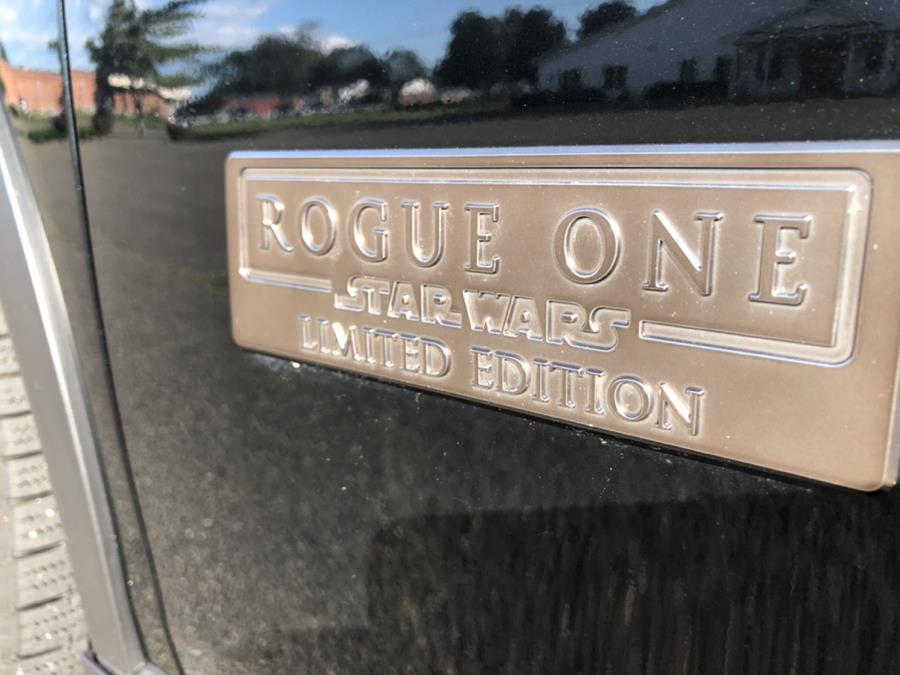 ROGUE ONE
STAR WARS
LIMITED EDITION